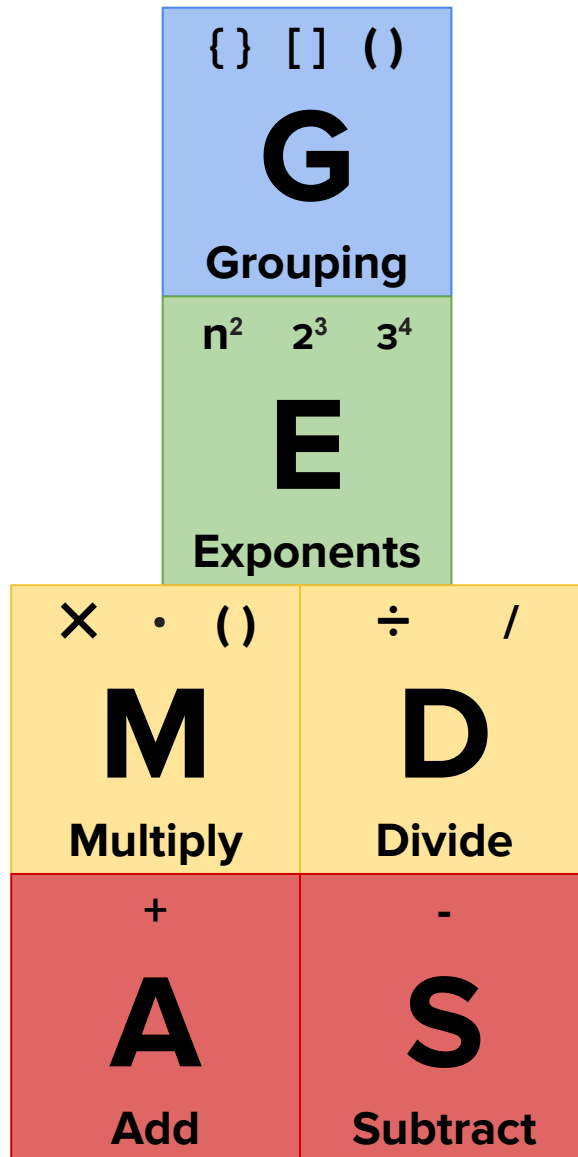 { } [ ] ( )
G
Grouping
n² 2³ 3⁴
E
Exponents
× · ( )
M
Multiply
÷ /
D
Divide
+
A
Add
-
S
Subtract